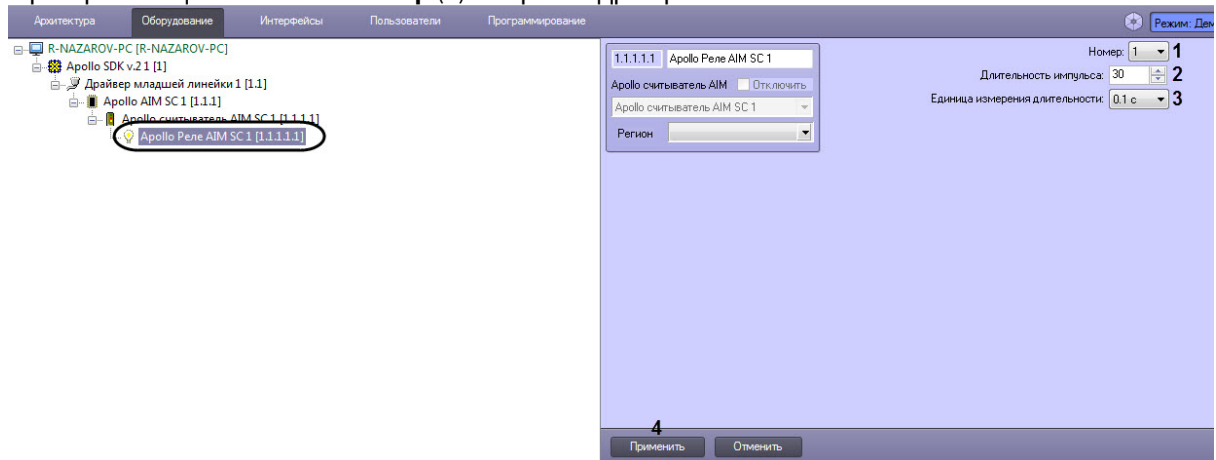 Архитектура Оборудование Интерфейсы Пользователи Программирование
Режим: Дем
R-NAZAROV-PC [R-NAZAROV-PC]
Apollo SDK v.2 1 [1]
Драйвер младшей линейки 1 [1.1]
Apollo AIM SC 1 [1.1.1]
Apollo считыватель AIM SC 1 [1.1.1.1]
Apollo Реле AIM SC 1 [1.1.1.1.1]
1.1.1.1.1 Apollo Реле AIM SC 1
Apollo считыватель AIM Отключить
Apollo считыватель AIM SC 1
Регион
Номер: 1 1
Длительность импульса: 30 2
Единица измерения длительности: 0.1 с 3
4
Применить Отменить